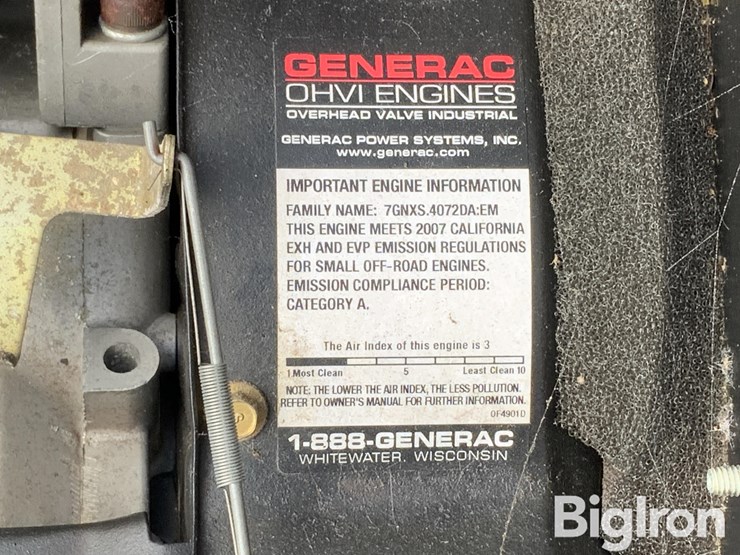 GENERAC
OHVI ENGINES
OVERHEAD VALVE INDUSTRIAL
GENERAC POWER SYSTEMS, INC.
www.generac.com
IMPORTANT ENGINE INFORMATION
FAMILY NAME: 7GNXS.4072DA:EM
THIS ENGINE MEETS 2007 CALIFORNIA
EXH AND EVP EMISSION REGULATIONS
FOR SMALL OFF-ROAD ENGINES.
EMISSION COMPLIANCE PERIOD:
CATEGORY A.
The Air Index of this engine is 3
1 Most Clean 5 Least Clean 10
NOTE: THE LOWER THE AIR INDEX, THE LESS POLLUTION.
REFER TO OWNER'S MANUAL FOR FURTHER INFORMATION.
0F4901D
1-888-GENERAC
WHITEWATER, WISCONSIN
BigIron